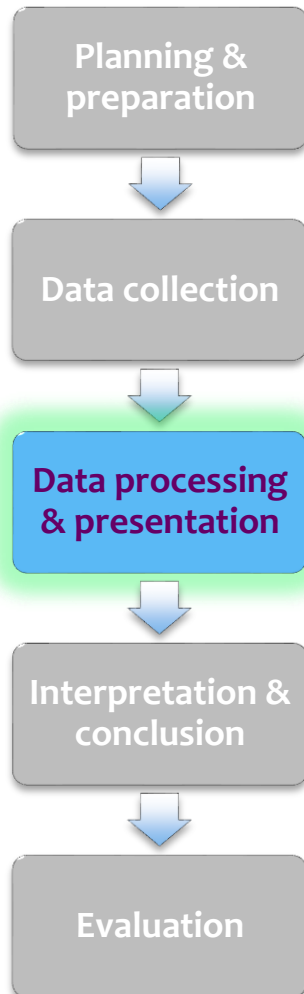 Planning &
preparation
Data collection
Data processing
& presentation
Interpretation &
conclusion
Evaluation